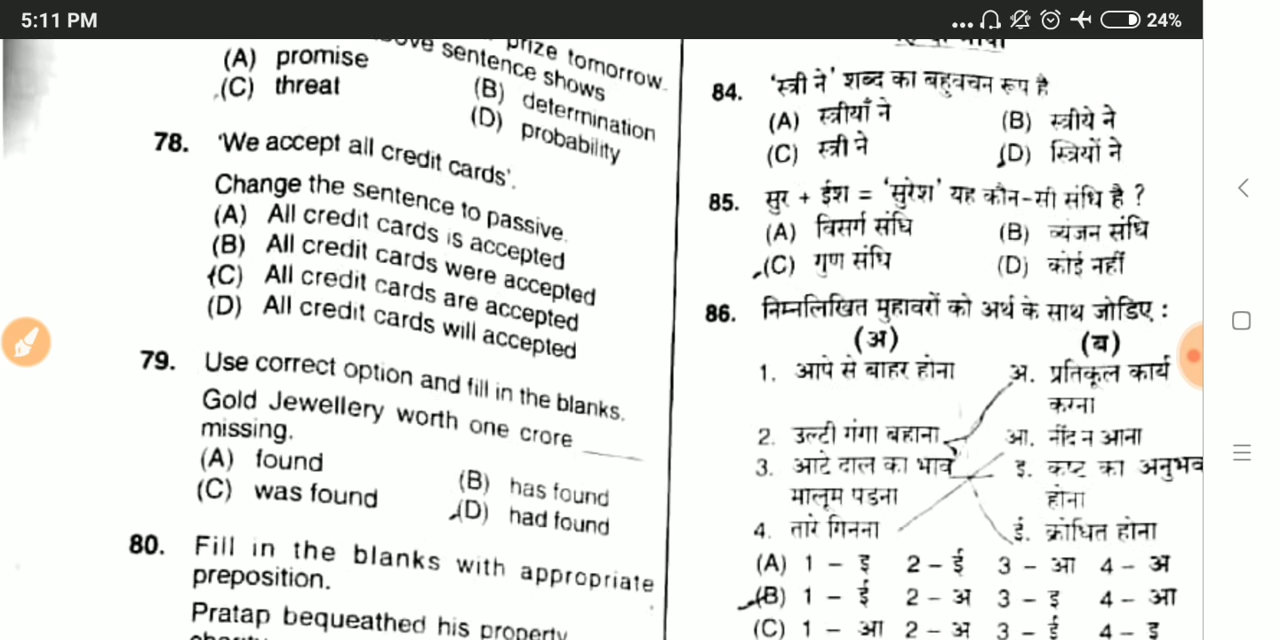 5:11 PM
... 24%
prize tomorrow.
sentence shows
(A) promise
(B) determination
(C) threat
(D) probability
78. 'We accept all credit cards'.
Change the sentence to passive.
(A) All credit cards is accepted
(B) All credit cards were accepted
(C) All credit cards are accepted
(D) All credit cards will accepted
79. Use correct option and fill in the blanks.
Gold Jewellery worth one crore ____
missing.
(A) found
(B) has found
(C) was found
(D) had found
80. Fill in the blanks with appropriate
preposition.
Pratap bequeathed his property
84. 'स्त्री ने' शब्द का बहुवचन रूप है
(A) स्त्रीयाँ ने (B) स्त्रीये ने
(C) स्त्री ने (D) स्त्रियों ने
85. सुर + ईश = 'सुरेश' यह कौन-सी संधि है ?
(A) विसर्ग संधि (B) व्यंजन संधि
(C) गुण संधि (D) कोई नहीं
86. निम्नलिखित मुहावरों को अर्थ के साथ जोडिए :
(अ) (ब)
1. आपे से बाहर होना अ. प्रतिकूल कार्य
करना
2. उल्टी गंगा बहाना आ. नींद न आना
3. आटे दाल का भाव इ. कष्ट का अनुभव
मालूम पडना होना
4. तारे गिनना ई. क्रोधित होना
(A) 1 - इ 2 - ई 3 - आ 4 - अ
(B) 1 - ई 2 - अ 3 - इ 4 - आ
(C) 1 - आ 2 - अ 3 - ई 4 - इ